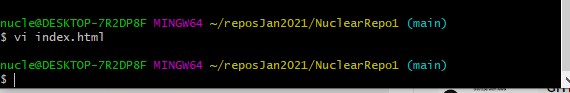 nucle@DESKTOP-7R2DP8F MINGW64 ~/reposJan2021/NuclearRepo1 (main)
$ vi index.html
nucle@DESKTOP-7R2DP8F MINGW64 ~/reposJan2021/NuclearRepo1 (main)
$